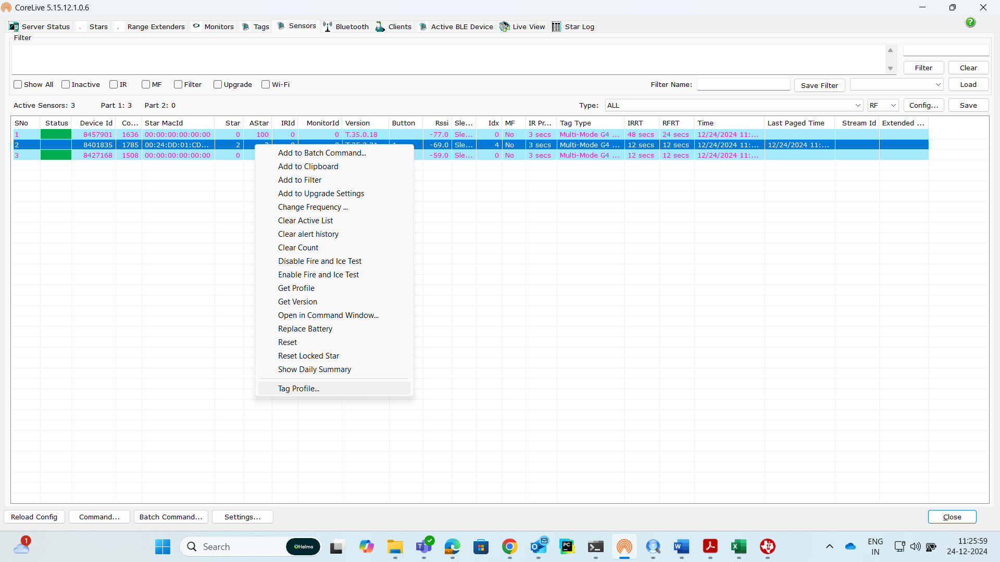 CoreLive 5.15.12.1.0.6
Server Status Stars Range Extenders Monitors Tags Sensors Bluetooth Clients Active BLE Device Live View Star Log
Filter
Filter Clear
Show All Inactive IR MF Filter Upgrade Wi-Fi Filter Name: Save Filter Load
Active Sensors: 3 Part 1: 3 Part 2: 0 Type: ALL RF Config... Save
SNo Status Device Id Co... Star MacId Star AStar IRId MonitorId Version Button Rssi Sle... Idx MF IR Pr... Tag Type IRRT RFRT Time Last Paged Time Stream Id Extended ...
1 8457901 1636 00:00:00:00:00:00 0 100 0 0 T.35.0.18 -77.0 Sle... 0 No 3 secs Multi-Mode G4 ... 48 secs 24 secs 12/24/2024 11:...
2 8401835 1785 00:24:DD:01:CD... 2 -69.0 Sle... 4 No 3 secs Multi-Mode G4 ... 12 secs 12 secs 12/24/2024 11:... 12/24/2024 11:...
3 8427168 1508 00:00:00:00:00:00 0 -59.0 Sle... 0 No 3 secs Multi-Mode G4 ... 12 secs 12 secs 12/24/2024 11:...
Add to Batch Command...
Add to Clipboard
Add to Filter
Add to Upgrade Settings
Change Frequency ...
Clear Active List
Clear alert history
Clear Count
Disable Fire and Ice Test
Enable Fire and Ice Test
Get Profile
Get Version
Open in Command Window...
Replace Battery
Reset
Reset Locked Star
Show Daily Summary
Tag Profile...
Reload Config Command... Batch Command... Settings... Close
1 Search Halma PC W X ENG 11:25:59
IN 24-12-2024